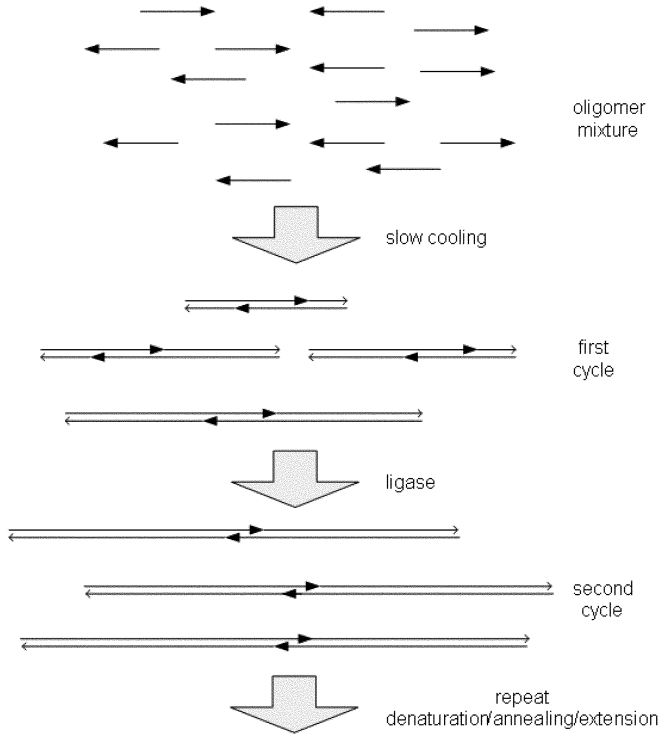 oligomer
mixture
slow cooling
first
cycle
ligase
second
cycle
repeat
denaturation/annealing/extension